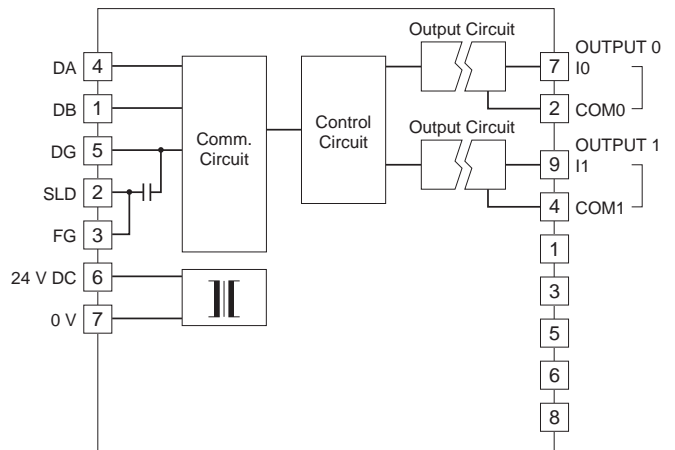 DA 4
DB 1
DG 5
SLD 2
FG 3
24 V DC 6
0 V 7
Comm.
Circuit
Control
Circuit
Output Circuit
Output Circuit
OUTPUT 0
7 I0
2 COM0
OUTPUT 1
9 I1
4 COM1
1
3
5
6
8